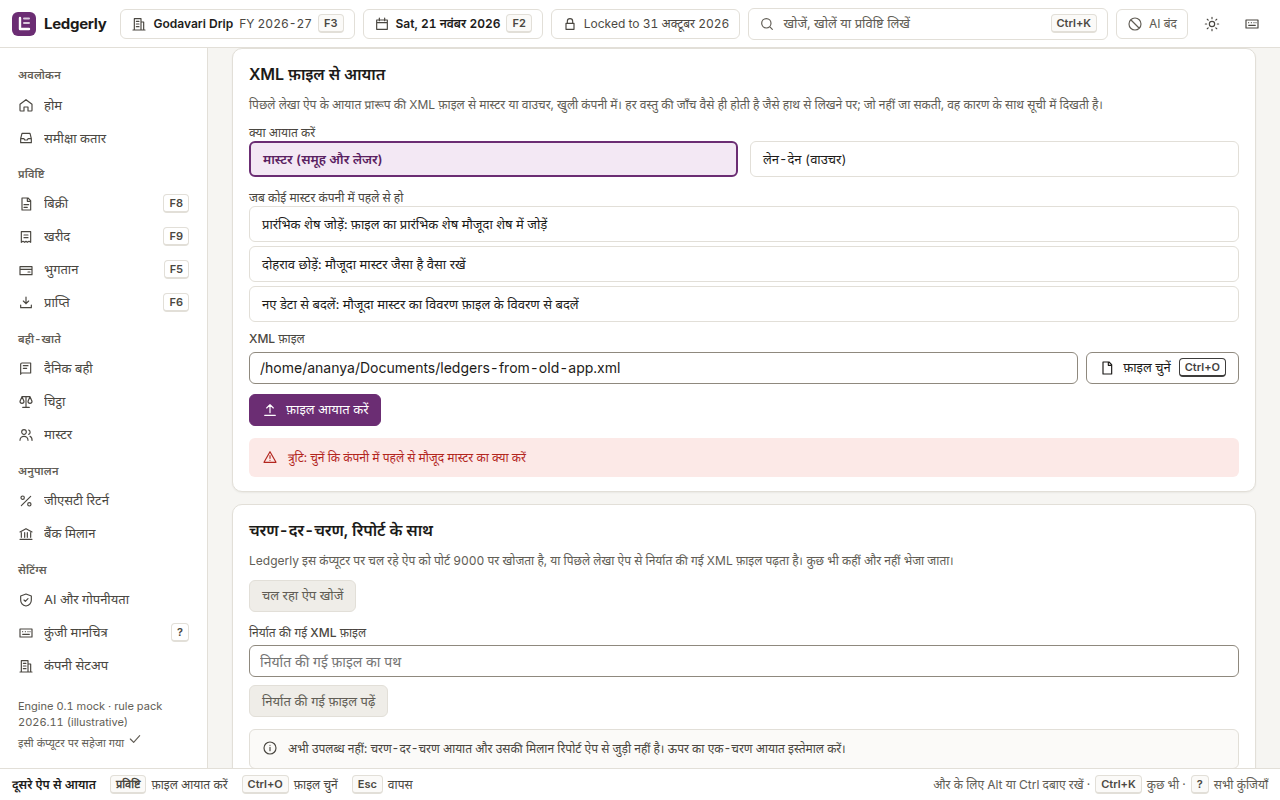 Ledgerly
Godavari Drip FY 2026-27 F3
Sat, 21 नवंबर 2026 F2
Locked to 31 अक्टूबर 2026
खोजें, खोलें या प्रविष्टि लिखें Ctrl+K
AI बंद
अवलोकन
होम
समीक्षा कतार
प्रविष्टि
बिक्री F8
खरीद F9
भुगतान F5
प्राप्ति F6
बही-खाते
दैनिक बही
चिट्ठा
मास्टर
अनुपालन
जीएसटी रिटर्न
बैंक मिलान
सेटिंग्स
AI और गोपनीयता
कुंजी मानचित्र ?
कंपनी सेटअप
Engine 0.1 mock · rule pack
2026.11 (illustrative)
इसी कंप्यूटर पर सहेजा गया
XML फ़ाइल से आयात
पिछले लेखा ऐप के आयात प्रारूप की XML फ़ाइल से मास्टर या वाउचर, खुली कंपनी में। हर वस्तु की जाँच वैसे ही होती है जैसे हाथ से लिखने पर; जो नहीं जा सकती, वह कारण के साथ सूची में दिखती है।
क्या आयात करें
मास्टर (समूह और लेजर)
लेन-देन (वाउचर)
जब कोई मास्टर कंपनी में पहले से हो
प्रारंभिक शेष जोड़ें: फ़ाइल का प्रारंभिक शेष मौजूदा शेष में जोड़ें
दोहराव छोड़ें: मौजूदा मास्टर जैसा है वैसा रखें
नए डेटा से बदलें: मौजूदा मास्टर का विवरण फ़ाइल के विवरण से बदलें
XML फ़ाइल
/home/ananya/Documents/ledgers-from-old-app.xml
फ़ाइल चुनें Ctrl+O
फ़ाइल आयात करें
त्रुटि: चुनें कि कंपनी में पहले से मौजूद मास्टर का क्या करें
चरण-दर-चरण, रिपोर्ट के साथ
Ledgerly इस कंप्यूटर पर चल रहे ऐप को पोर्ट 9000 पर खोजता है, या पिछले लेखा ऐप से निर्यात की गई XML फ़ाइल पढ़ता है। कुछ भी कहीं और नहीं भेजा जाता।
चल रहा ऐप खोजें
निर्यात की गई XML फ़ाइल
निर्यात की गई फ़ाइल का पथ
निर्यात की गई फ़ाइल पढ़ें
अभी उपलब्ध नहीं: चरण-दर-चरण आयात और उसकी मिलान रिपोर्ट ऐप से जुड़ी नहीं है। ऊपर का एक-चरण आयात इस्तेमाल करें।
दूसरे ऐप से आयात प्रविष्टि फ़ाइल आयात करें Ctrl+O फ़ाइल चुनें Esc वापस
और के लिए Alt या Ctrl दबाए रखें · Ctrl+K कुछ भी · ? सभी कुंजियाँ